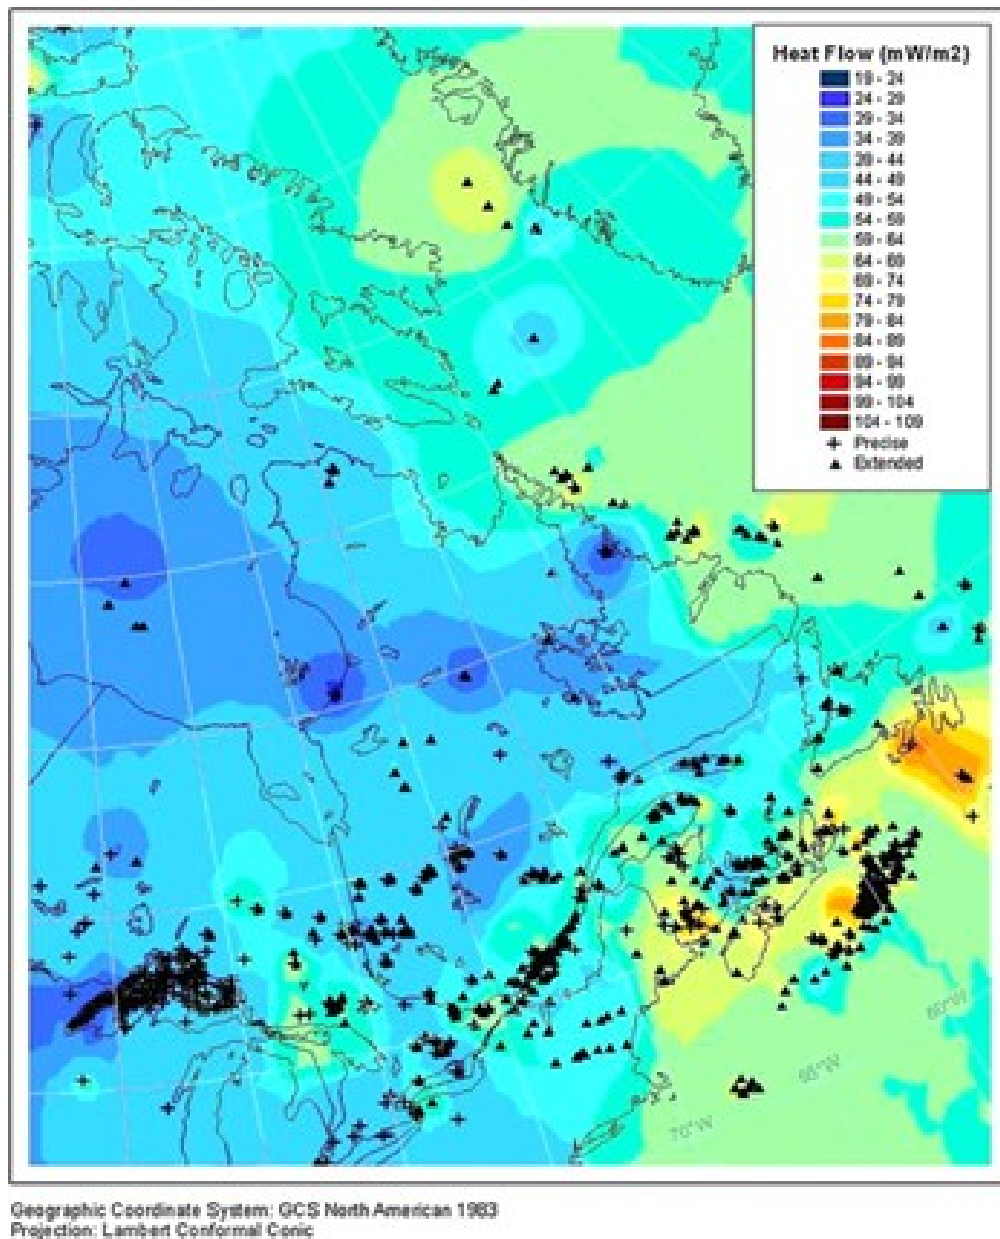 Heat Flow (mW/m2)
19 - 24
24 - 29
29 - 34
34 - 39
39 - 44
44 - 49
49 - 54
54 - 59
59 - 64
64 - 69
69 - 74
74 - 79
79 - 84
84 - 89
89 - 94
94 - 99
99 - 104
104 - 109
Precise
Extended
60°W
65°W
70°W
Geographic Coordinate System: GCS North American 1983
Projection: Lambert Conformal Conic